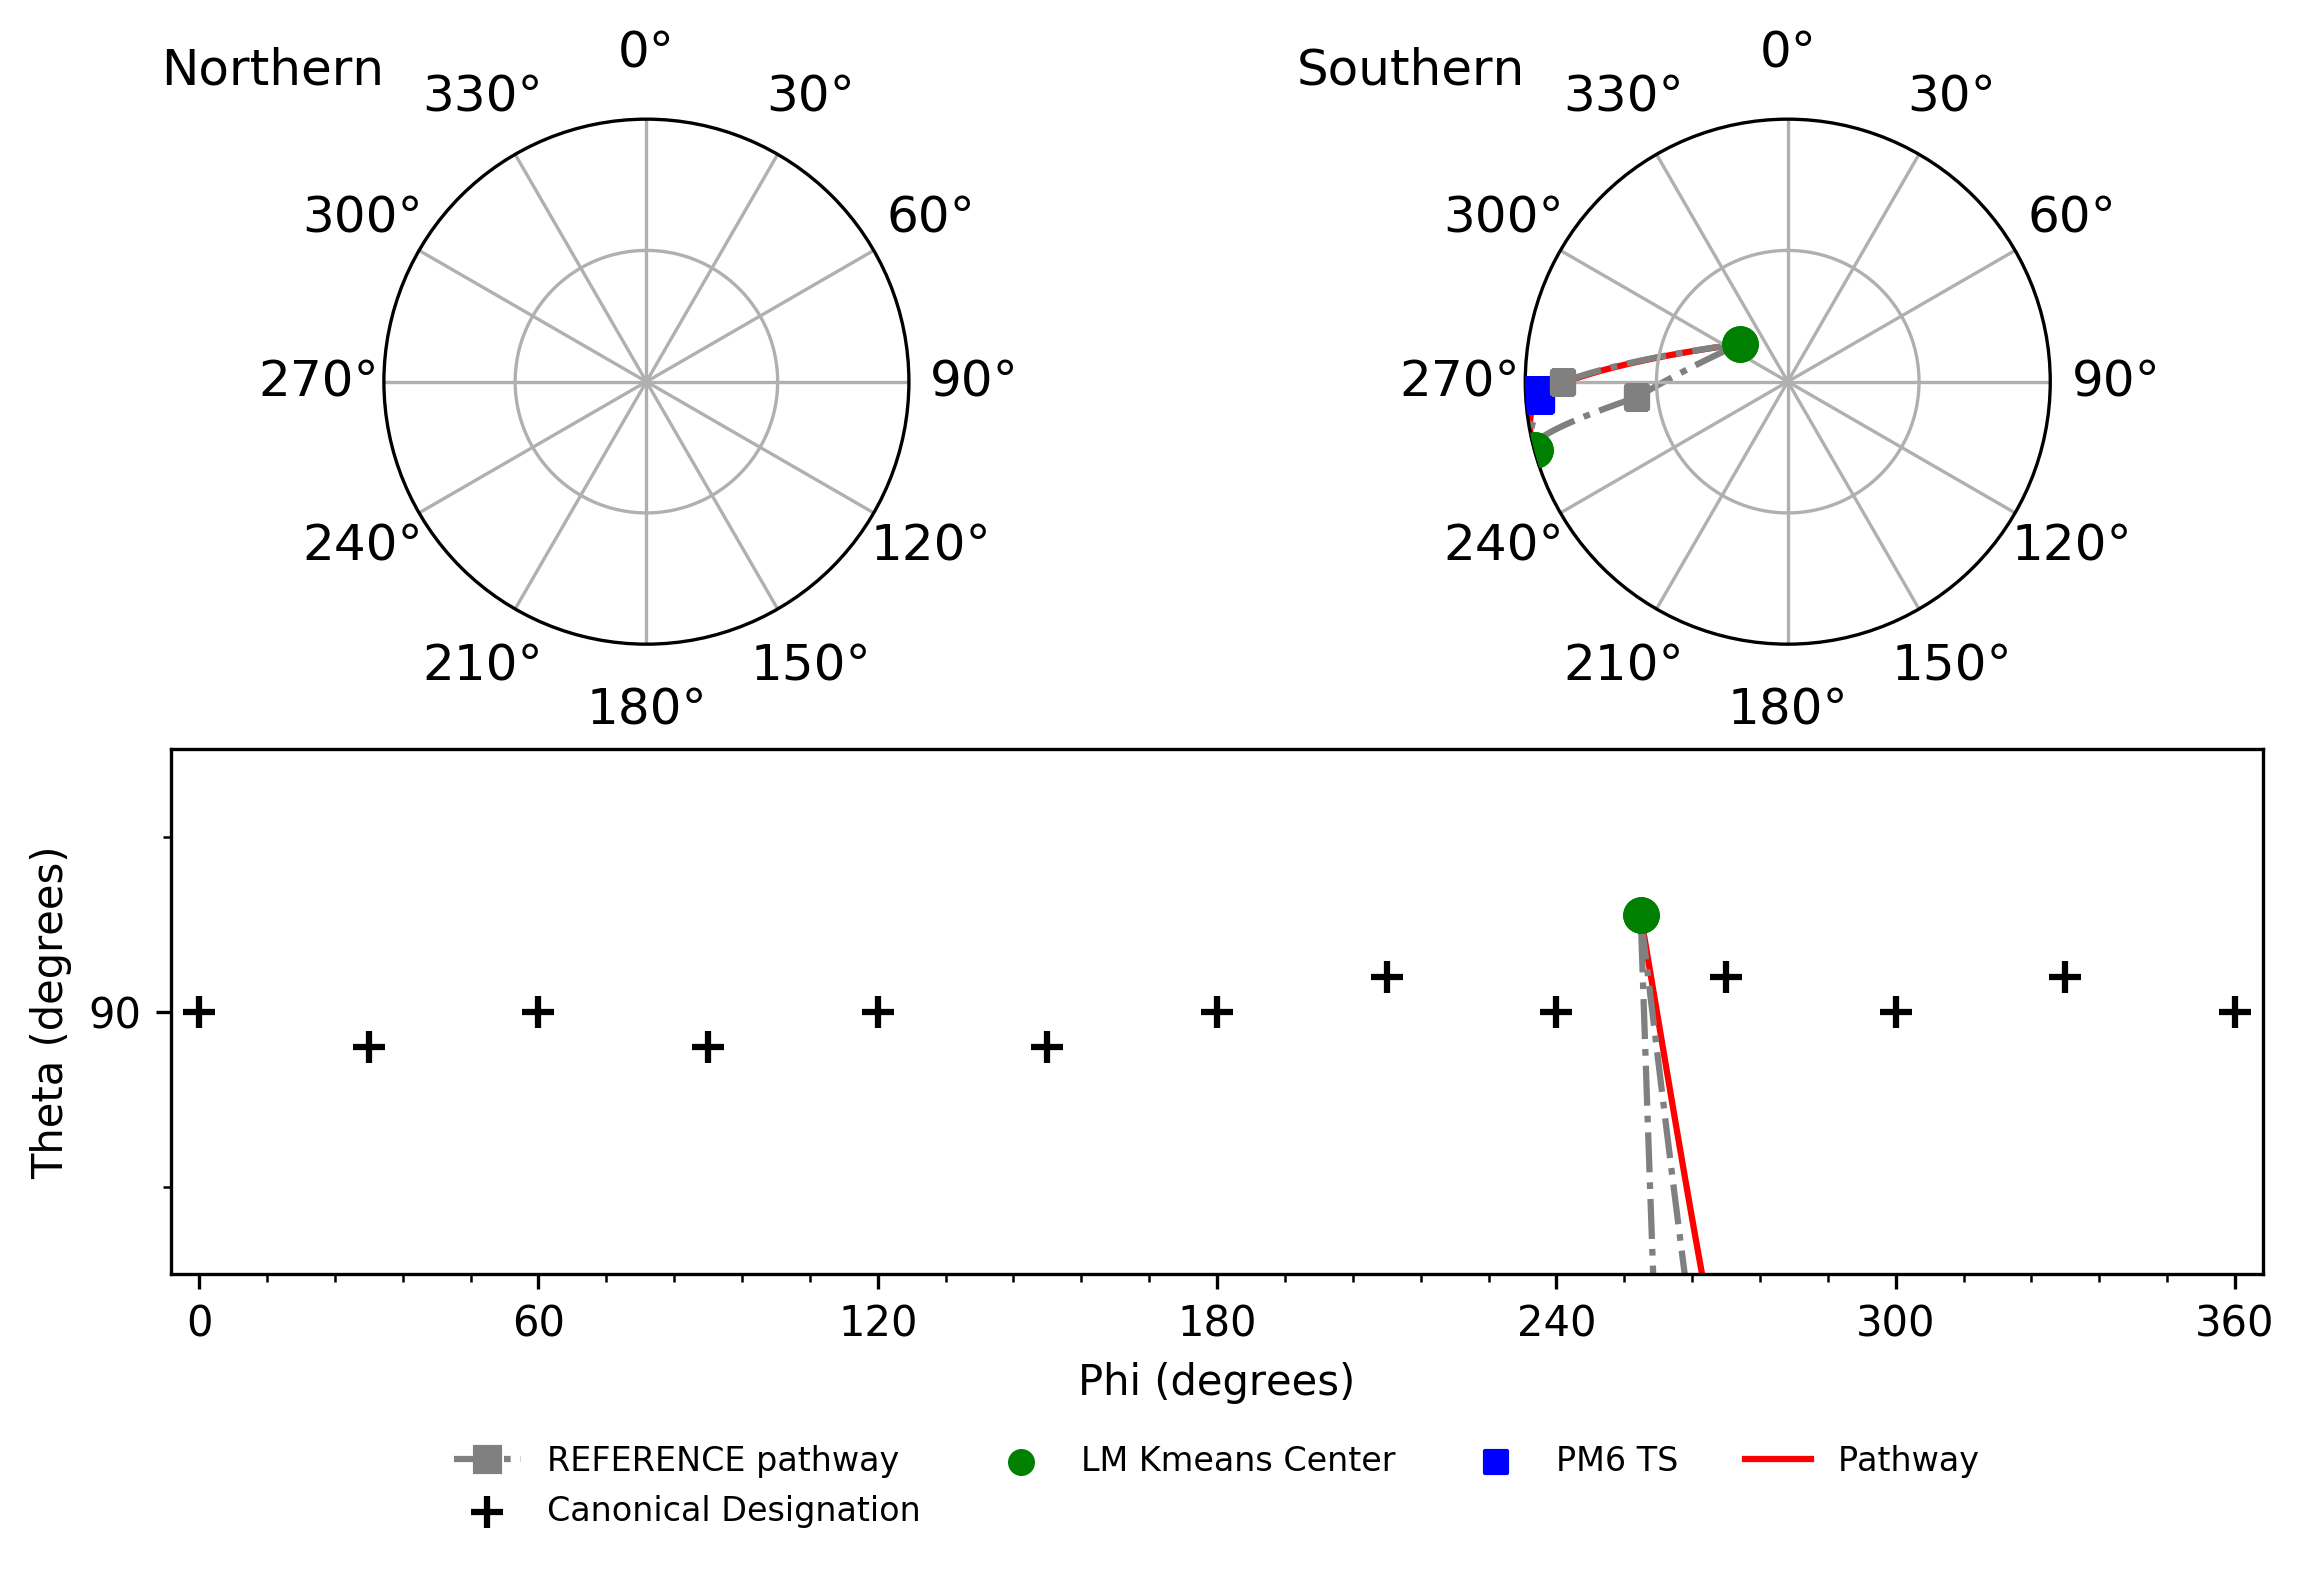 Northern
0°
330°
30°
300°
60°
270°
90°
240°
120°
210°
150°
180°
Southern
0°
330°
30°
300°
60°
270°
90°
240°
120°
210°
150°
180°
Theta (degrees)
90
0 60 120 180 240 300 360
Phi (degrees)
REFERENCE pathway
Canonical Designation
LM Kmeans Center
PM6 TS
Pathway